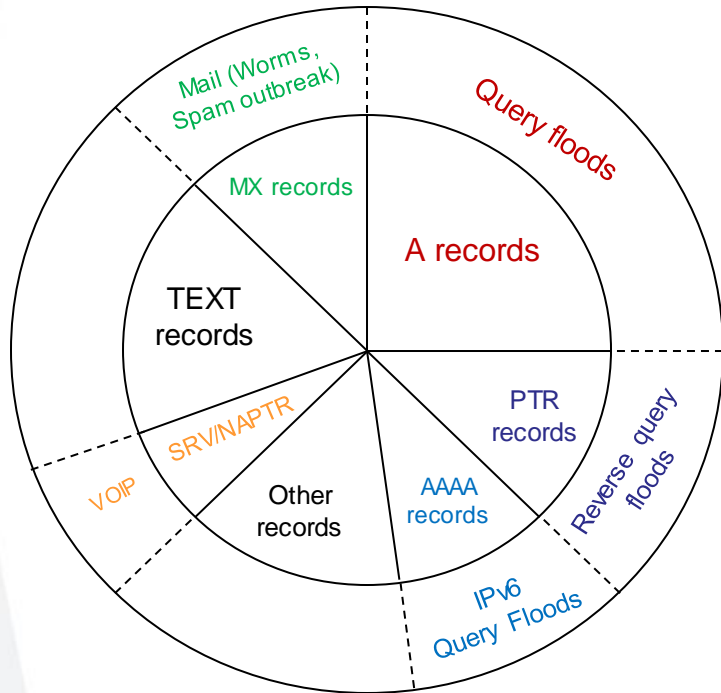 Mail (Worms,
Spam outbreak)
Query floods
MX records
A records
TEXT
records
PTR
records
Reverse query
floods
SRV/NAPTR
VOIP
Other
records
AAAA
records
IPv6
Query Floods